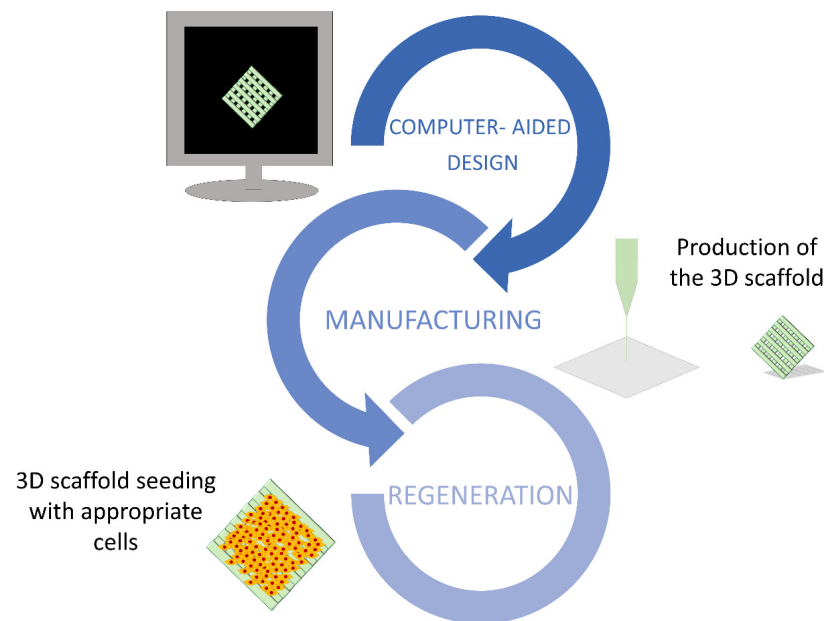 COMPUTER- AIDED
DESIGN
Production of
the 3D scaffold
MANUFACTURING
3D scaffold seeding
with appropriate
cells
REGENERATION